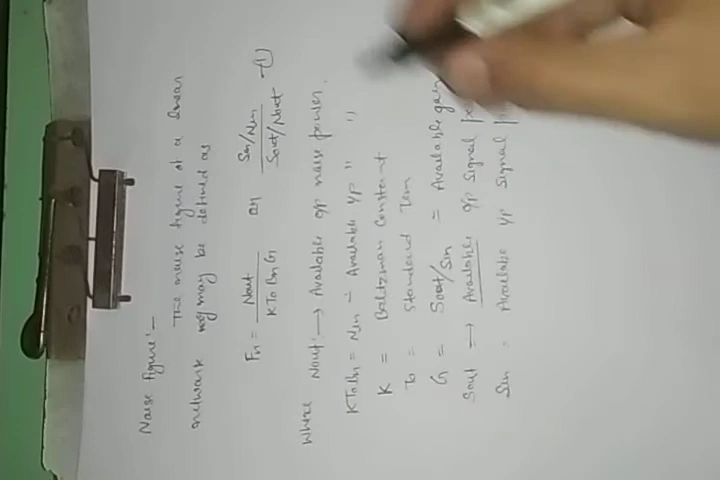 Noise figure:-
The noise figure of a linear
network may be defined as
Fn = Nout / KToBnG or Sin/Nin / Sout/Nout -(1)
where Nout → Available o/p noise power.
KToBn = Nin = Available i/p " "
K = Boltzman Constant
To = Standard Tem
G = Sout/Sin = Available gain
Sout → Available o/p signal
Sin = Available i/p signal